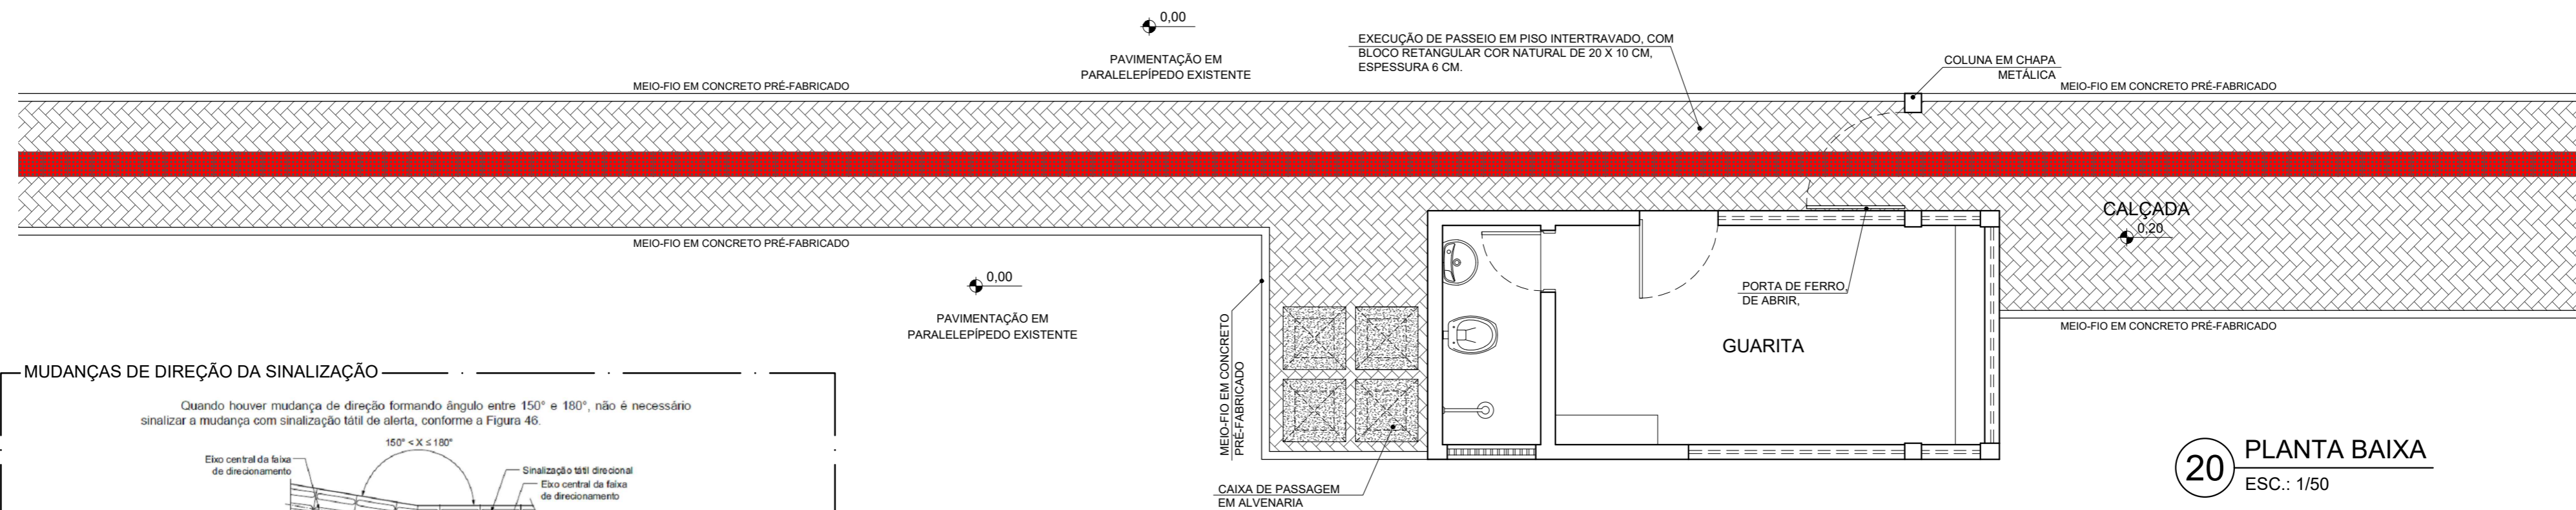 0,00
PAVIMENTAÇÃO EM
PARALELEPÍPEDO EXISTENTE
EXECUÇÃO DE PASSEIO EM PISO INTERTRAVADO, COM
BLOCO RETANGULAR COR NATURAL DE 20 X 10 CM,
ESPESSURA 6 CM.
COLUNA EM CHAPA
METÁLICA
MEIO-FIO EM CONCRETO PRÉ-FABRICADO
MEIO-FIO EM CONCRETO PRÉ-FABRICADO
CALÇADA
0,20
MEIO-FIO EM CONCRETO PRÉ-FABRICADO
0,00
PAVIMENTAÇÃO EM
PARALELEPÍPEDO EXISTENTE
MEIO-FIO EM CONCRETO
PRÉ-FABRICADO
PORTA DE FERRO,
DE ABRIR,
GUARITA
MEIO-FIO EM CONCRETO PRÉ-FABRICADO
CAIXA DE PASSAGEM
EM ALVENARIA
20
PLANTA BAIXA
ESC.: 1/50
MUDANÇAS DE DIREÇÃO DA SINALIZAÇÃO
Quando houver mudança de direção formando ângulo entre 150° e 180°, não é necessário
sinalizar a mudança com sinalização tátil de alerta, conforme a Figura 46.
150° < X ≤ 180°
Eixo central da faixa
de direcionamento
Sinalização tátil direcional
Eixo central da faixa
de direcionamento